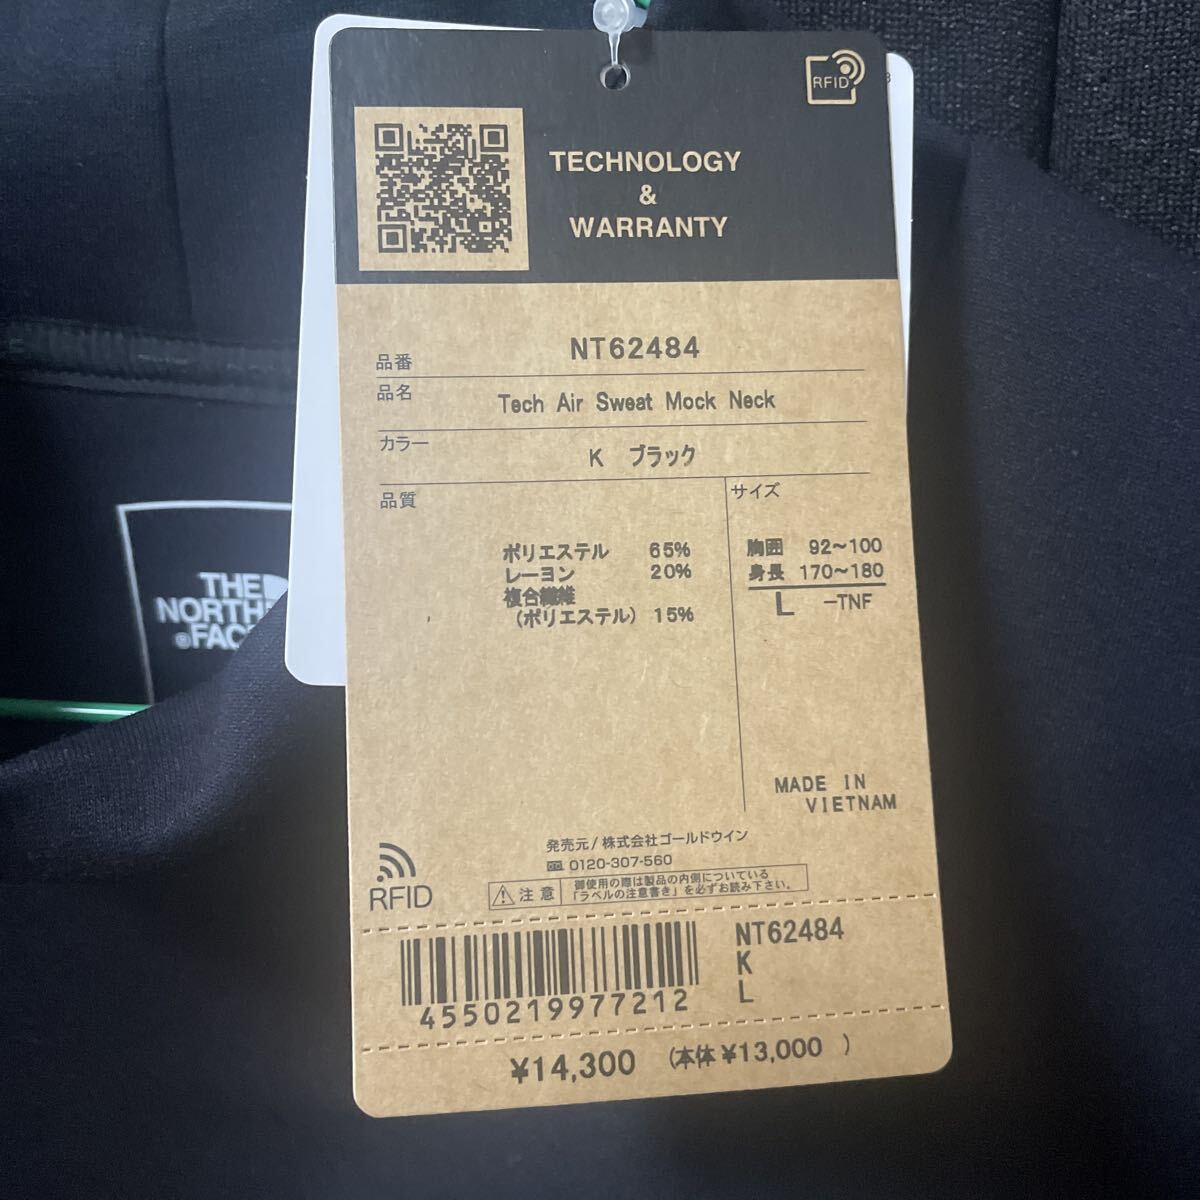 RFID
TECHNOLOGY
&
WARRANTY
品番 NT62484
品名 Tech Air Sweat Mock Neck
カラー K ブラック
品質
ポリエステル 65%
レーヨン 20%
複合繊維
(ポリエステル) 15%
サイズ
胸囲 92～100
身長 170～180
L -TNF
MADE IN
VIETNAM
THE
NORTH
FAC
発売元/株式会社ゴールドウイン
0120-307-560
RFID
注意 御使用の際は製品の内側についている
「ラベルの注意書き」を必ずお読み下さい。
4550219977212
NT62484
K
L
¥14,300 (本体¥13,000 )